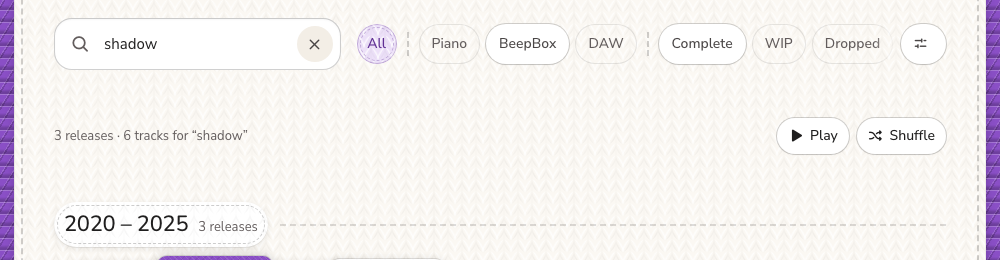 shadow
All
Piano
BeepBox
DAW
Complete
WIP
Dropped
3 releases · 6 tracks for “shadow”
Play
Shuffle
2020 – 2025 3 releases